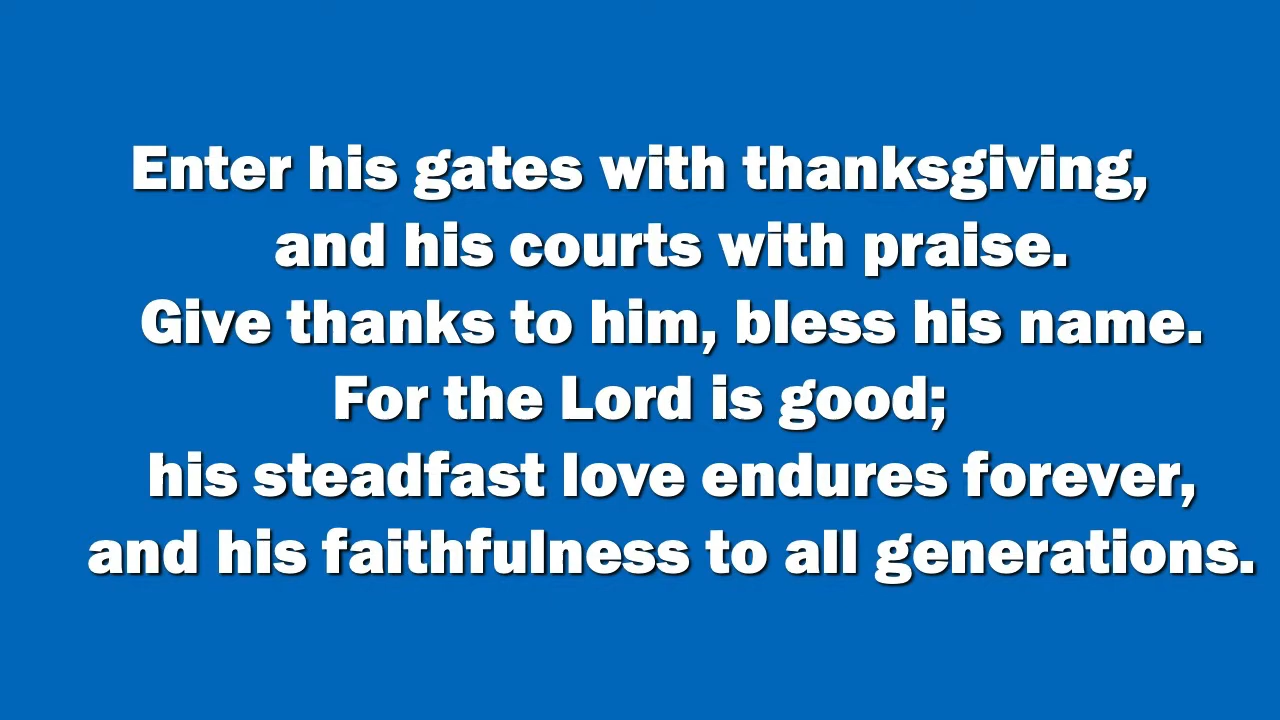 Enter his gates with thanksgiving,
and his courts with praise.
Give thanks to him, bless his name.
For the Lord is good;
his steadfast love endures forever,
and his faithfulness to all generations.